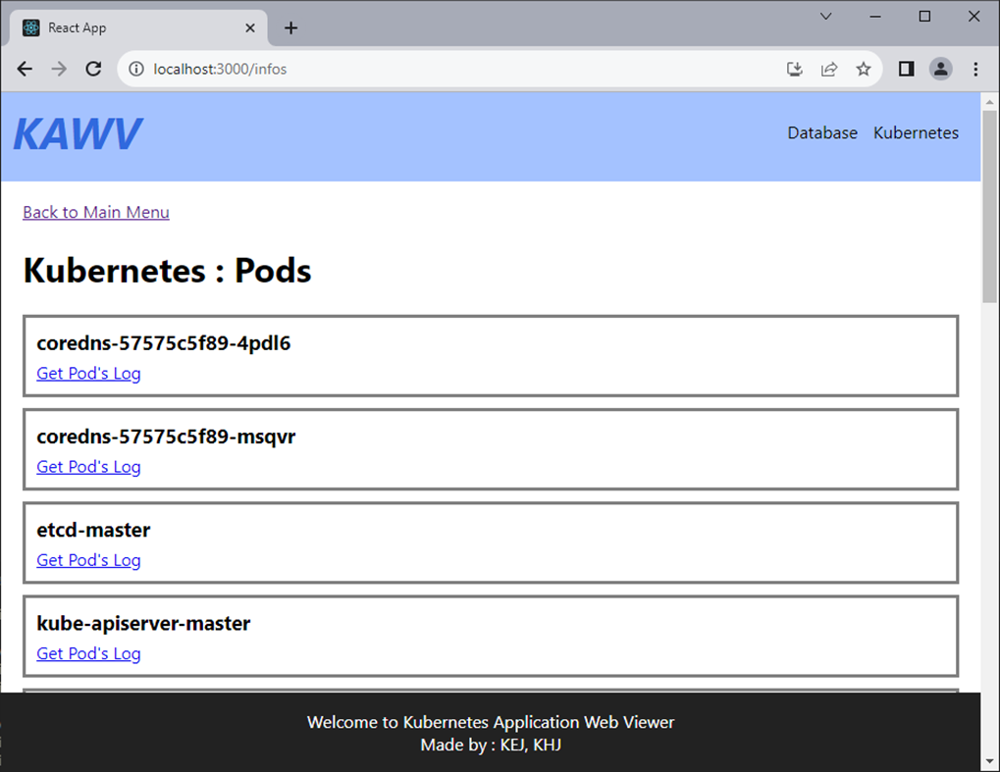 React App
localhost:3000/infos
KAWV
Database Kubernetes
Back to Main Menu
Kubernetes : Pods
coredns-57575c5f89-4pdl6
Get Pod's Log
coredns-57575c5f89-msqvr
Get Pod's Log
etcd-master
Get Pod's Log
kube-apiserver-master
Get Pod's Log
Welcome to Kubernetes Application Web Viewer
Made by : KEJ, KHJ